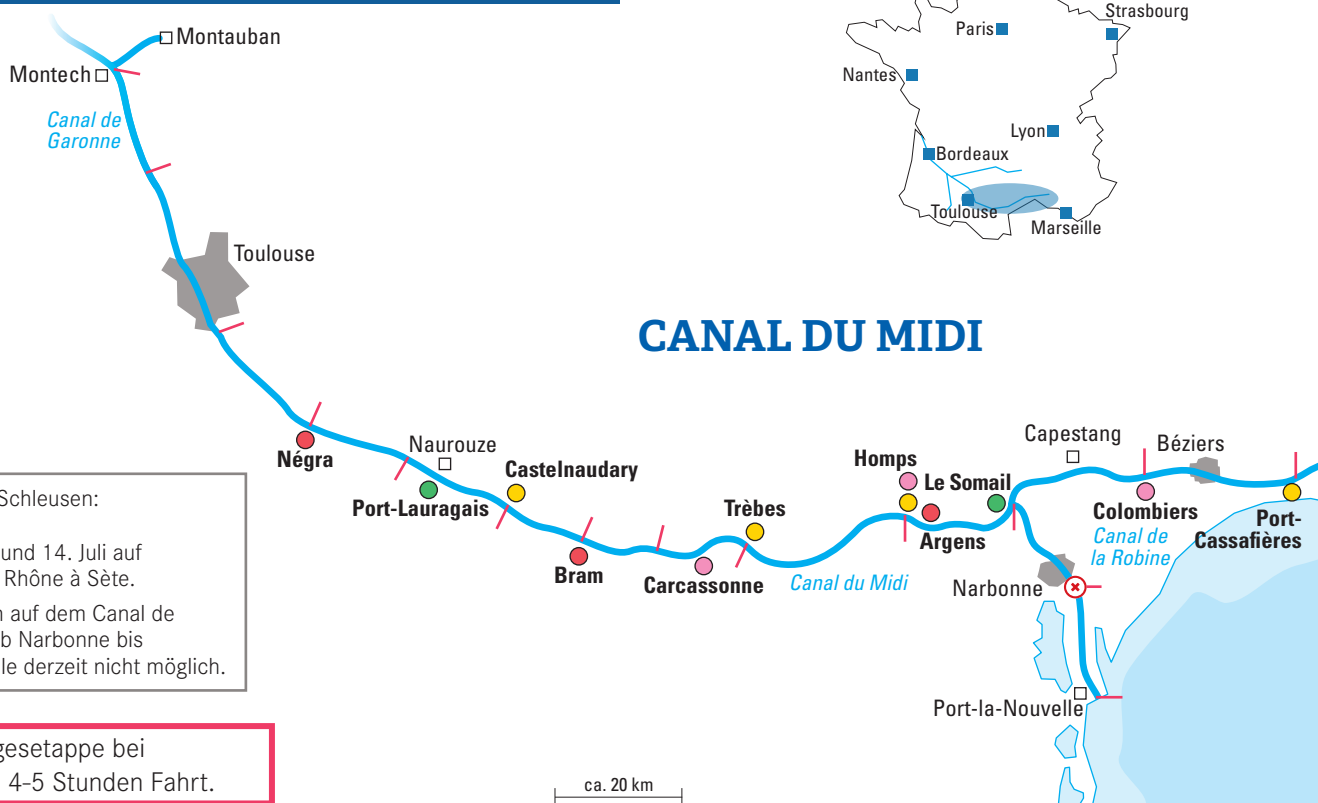 Montauban
Montech
Canal de
Garonne
Toulouse
Paris
Strasbourg
Nantes
Lyon
Bordeaux
Toulouse
Marseille
CANAL DU MIDI
Négra
Naurouze
Port-Lauragais
Castelnaudary
Bram
Carcassonne
Trèbes
Canal du Midi
Homps
Le Somail
Argens
Capestang
Béziers
Colombiers
Canal de
la Robine
Port-
Cassafières
Narbonne
Port-la-Nouvelle
Schleusen:
und 14. Juli auf
Rhône à Sète.
auf dem Canal de
b Narbonne bis
le derzeit nicht möglich.
gesetappe bei
4-5 Stunden Fahrt.
ca. 20 km